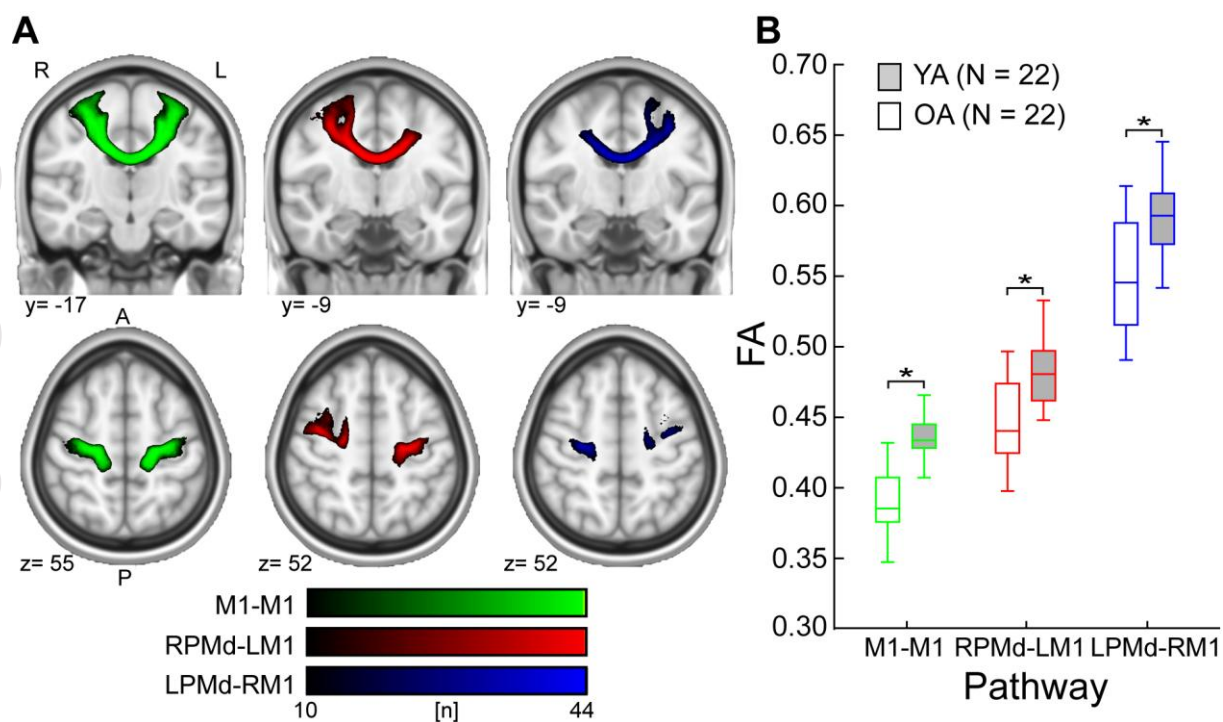 A
R
L
y= -17
y= -9
y= -9
A
z= 55
P
z= 52
z= 52
M1-M1
RPMd-LM1
LPMd-RM1
10
[n]
44
B
YA (N = 22)
OA (N = 22)
0.70
0.65
0.60
0.55
0.50
0.45
0.40
0.35
0.30
FA
*
*
*
M1-M1 RPMd-LM1 LPMd-RM1
Pathway